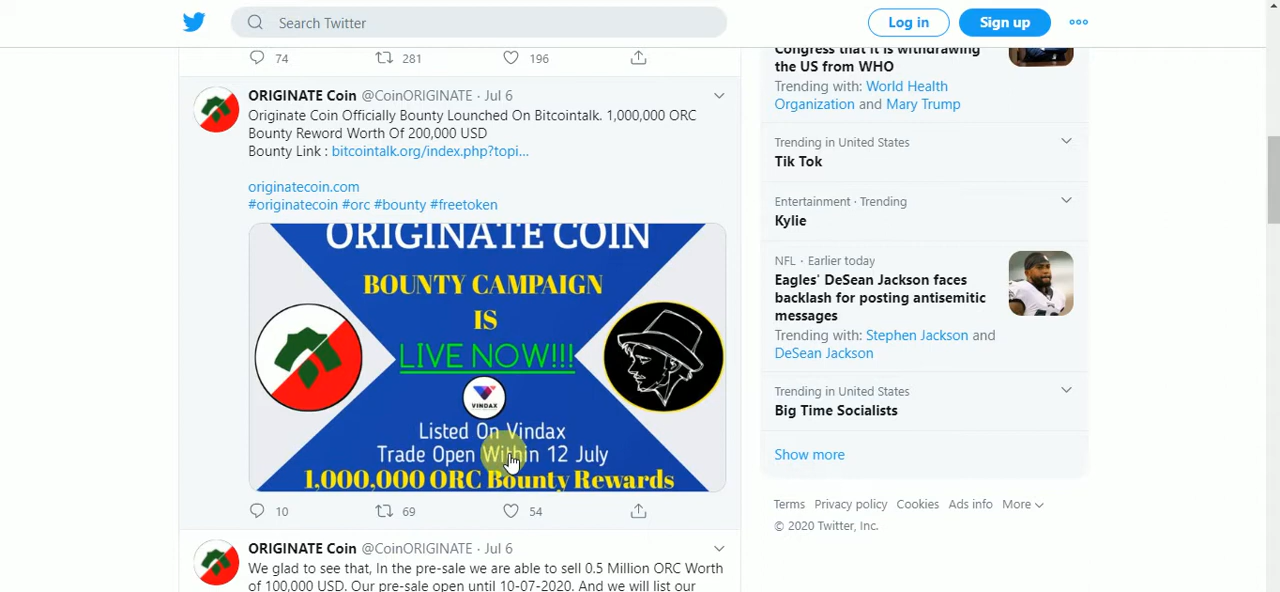 Search Twitter
Log in
Sign up
74
281
196
ORIGINATE Coin @CoinORIGINATE · Jul 6
Originate Coin Officially Bounty Lounched On Bitcointalk. 1,000,000 ORC
Bounty Reword Worth Of 200,000 USD
Bounty Link : bitcointalk.org/index.php?topi...
originatecoin.com
#originatecoin #orc #bounty #freetoken
ORIGINATE COIN
BOUNTY CAMPAIGN
IS
LIVE NOW!!!
VINDAX
Listed On Vindax
Trade Open Within 12 July
1,000,000 ORC Bounty Rewards
10
69
54
ORIGINATE Coin @CoinORIGINATE · Jul 6
We glad to see that, In the pre-sale we are able to sell 0.5 Million ORC Worth
of 100,000 USD. Our pre-sale open until 10-07-2020. And we will list our
Congress that it is withdrawing
the US from WHO
Trending with: World Health
Organization and Mary Trump
Trending in United States
Tik Tok
Entertainment · Trending
Kylie
NFL · Earlier today
Eagles' DeSean Jackson faces
backlash for posting antisemitic
messages
Trending with: Stephen Jackson and
DeSean Jackson
Trending in United States
Big Time Socialists
Show more
Terms Privacy policy Cookies Ads info More
© 2020 Twitter, Inc.